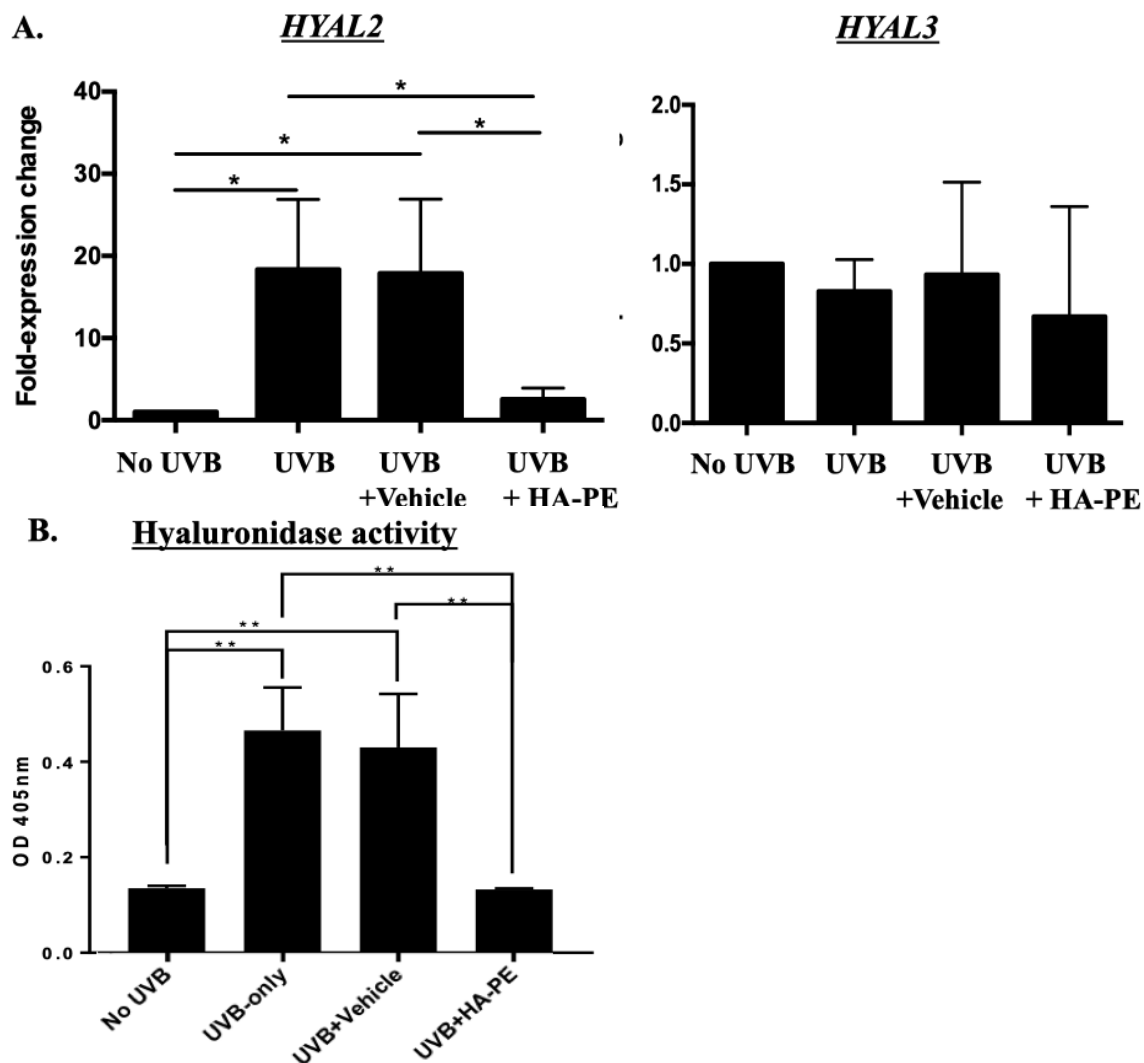 A.
HYAL2
HYAL3
Fold-expression change
40
30
20
10
0
*
*
*
*
No UVB
UVB
UVB
+Vehicle
UVB
+ HA-PE
2.0
1.5
1.0
0.5
0.0
No UVB
UVB
UVB
+Vehicle
UVB
+ HA-PE
B.
Hyaluronidase activity
**
**
**
**
OD 405nm
0.6
0.4
0.2
0.0
No UVB
UVB-only
UVB+Vehicle
UVB+HA-PE